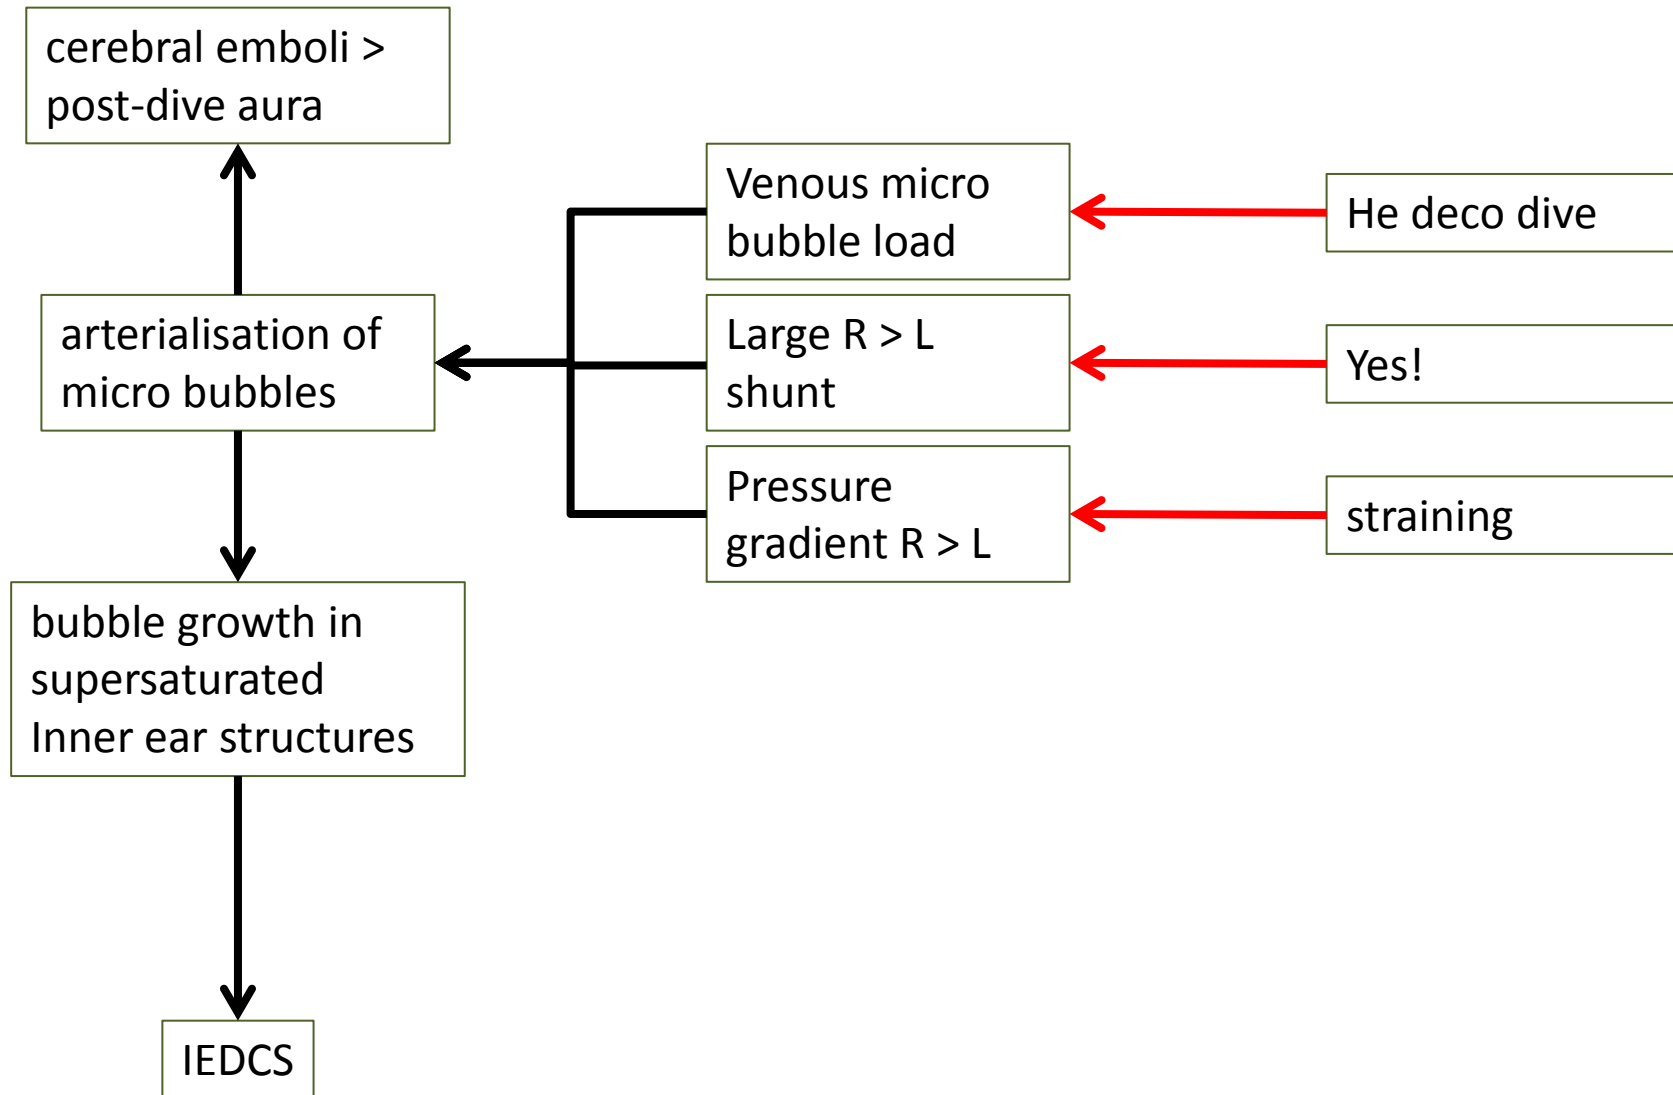 cerebral emboli >
post-dive aura
Venous micro
bubble load
He deco dive
arterialisation of
micro bubbles
Large R > L
shunt
Yes!
Pressure
gradient R > L
straining
bubble growth in
supersaturated
Inner ear structures
IEDCS